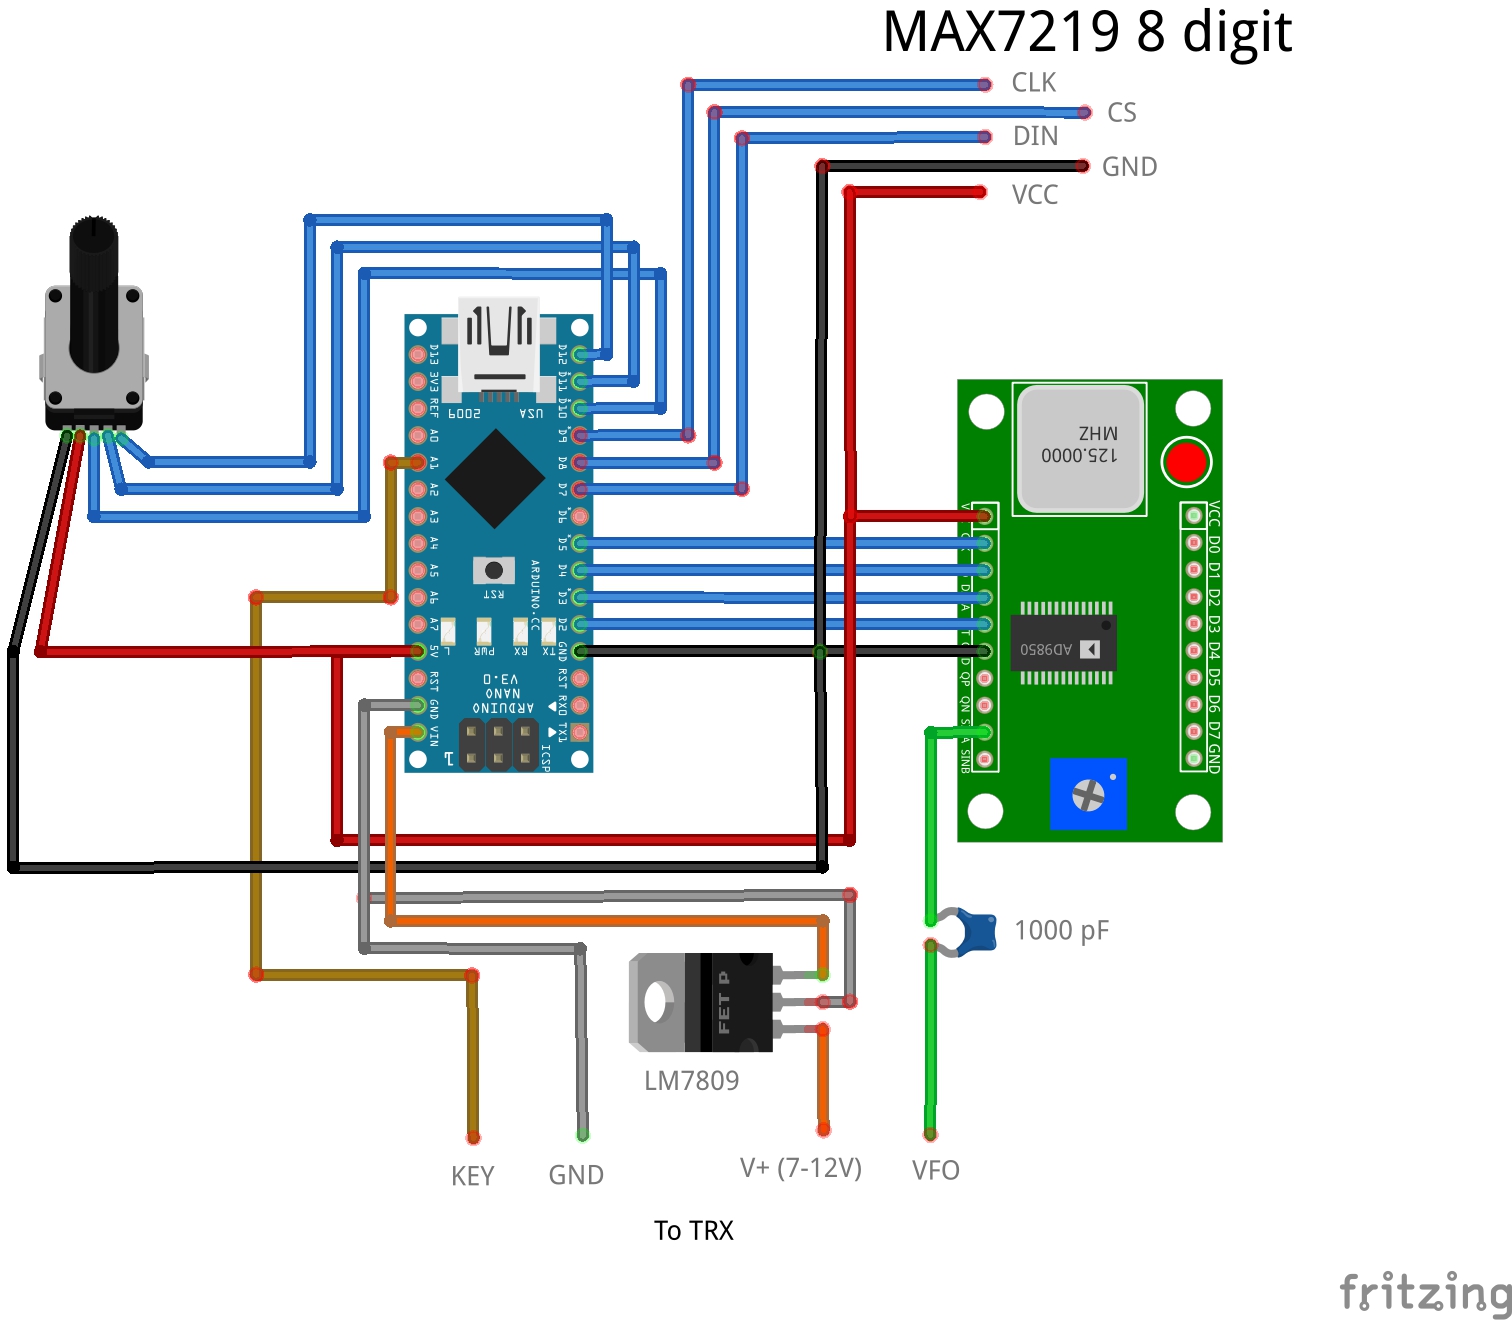 MAX7219 8 digit
CLK
CS
DIN
GND
VCC
D13
3V3
REF
A0
A1
A2
A3
A4
A5
A6
A7
5V
RST
GND
VIN
D12
D11
D10
D9
D8
D7
D6
D5
D4
D3
D2
GND
RST
RX0
TX1
2009
USA
RST
ARDUINO.CC
L
PWR
RX
TX
ARDUINO
NANO
V3.0
1
ICSP
125.0000
MHZ
AD9850
QP
QN
SINB
VCC
D0
D1
D2
D3
D4
D5
D6
D7
GND
1000 pF
FET P
LM7809
KEY
GND
V+ (7-12V)
VFO
To TRX
fritzing